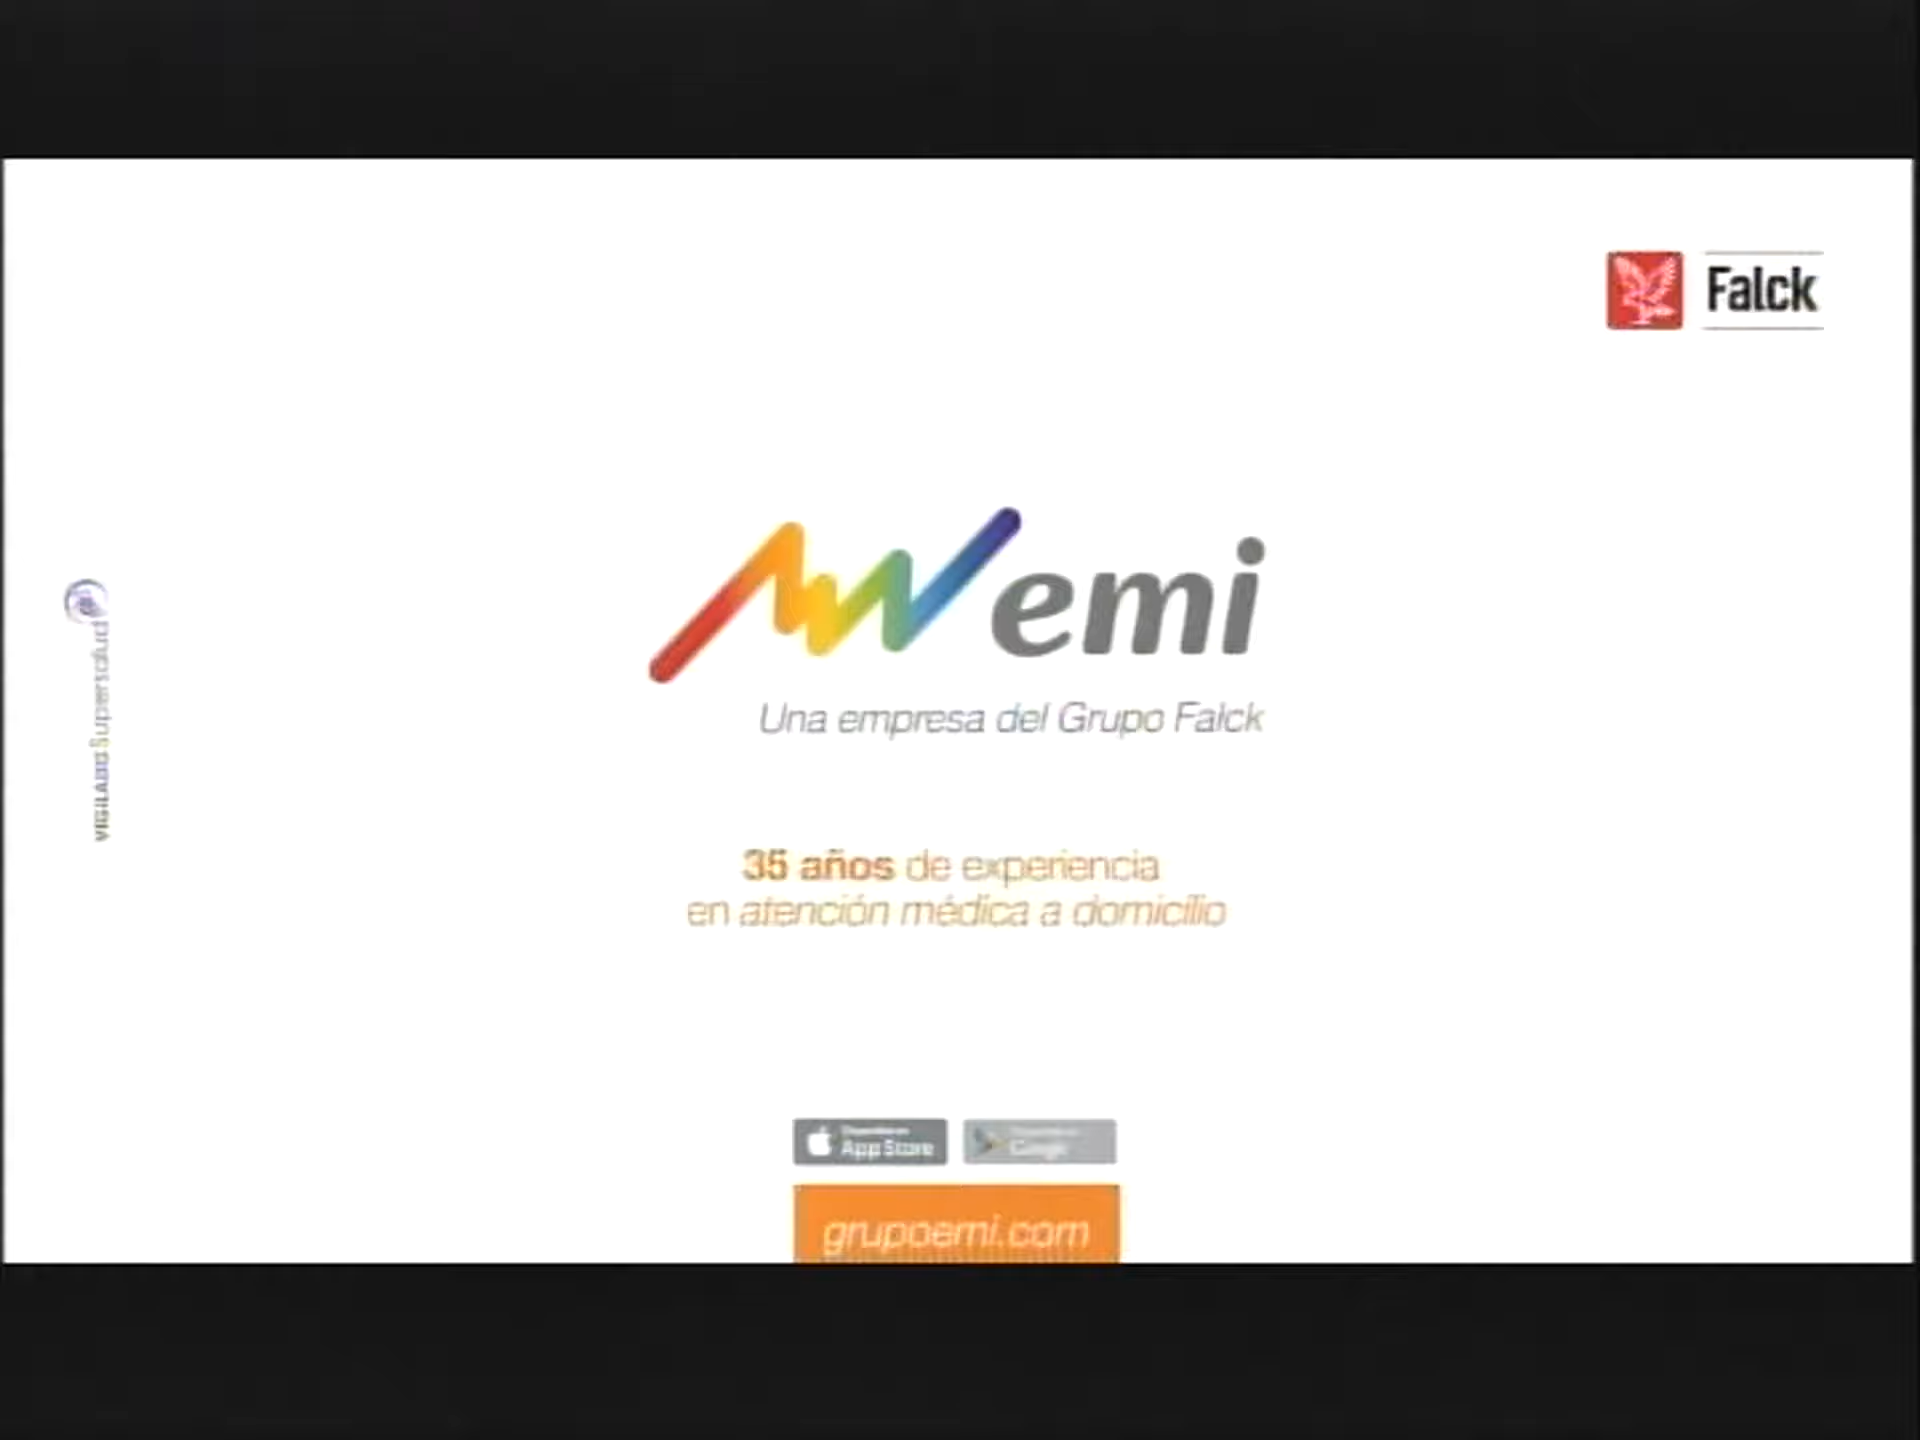 Falck
emi
Una empresa del Grupo Falck
VIGILADO Supersalud
35 años de experiencia
en atención médica a domicilio
App Store
Google
grupoemi.com